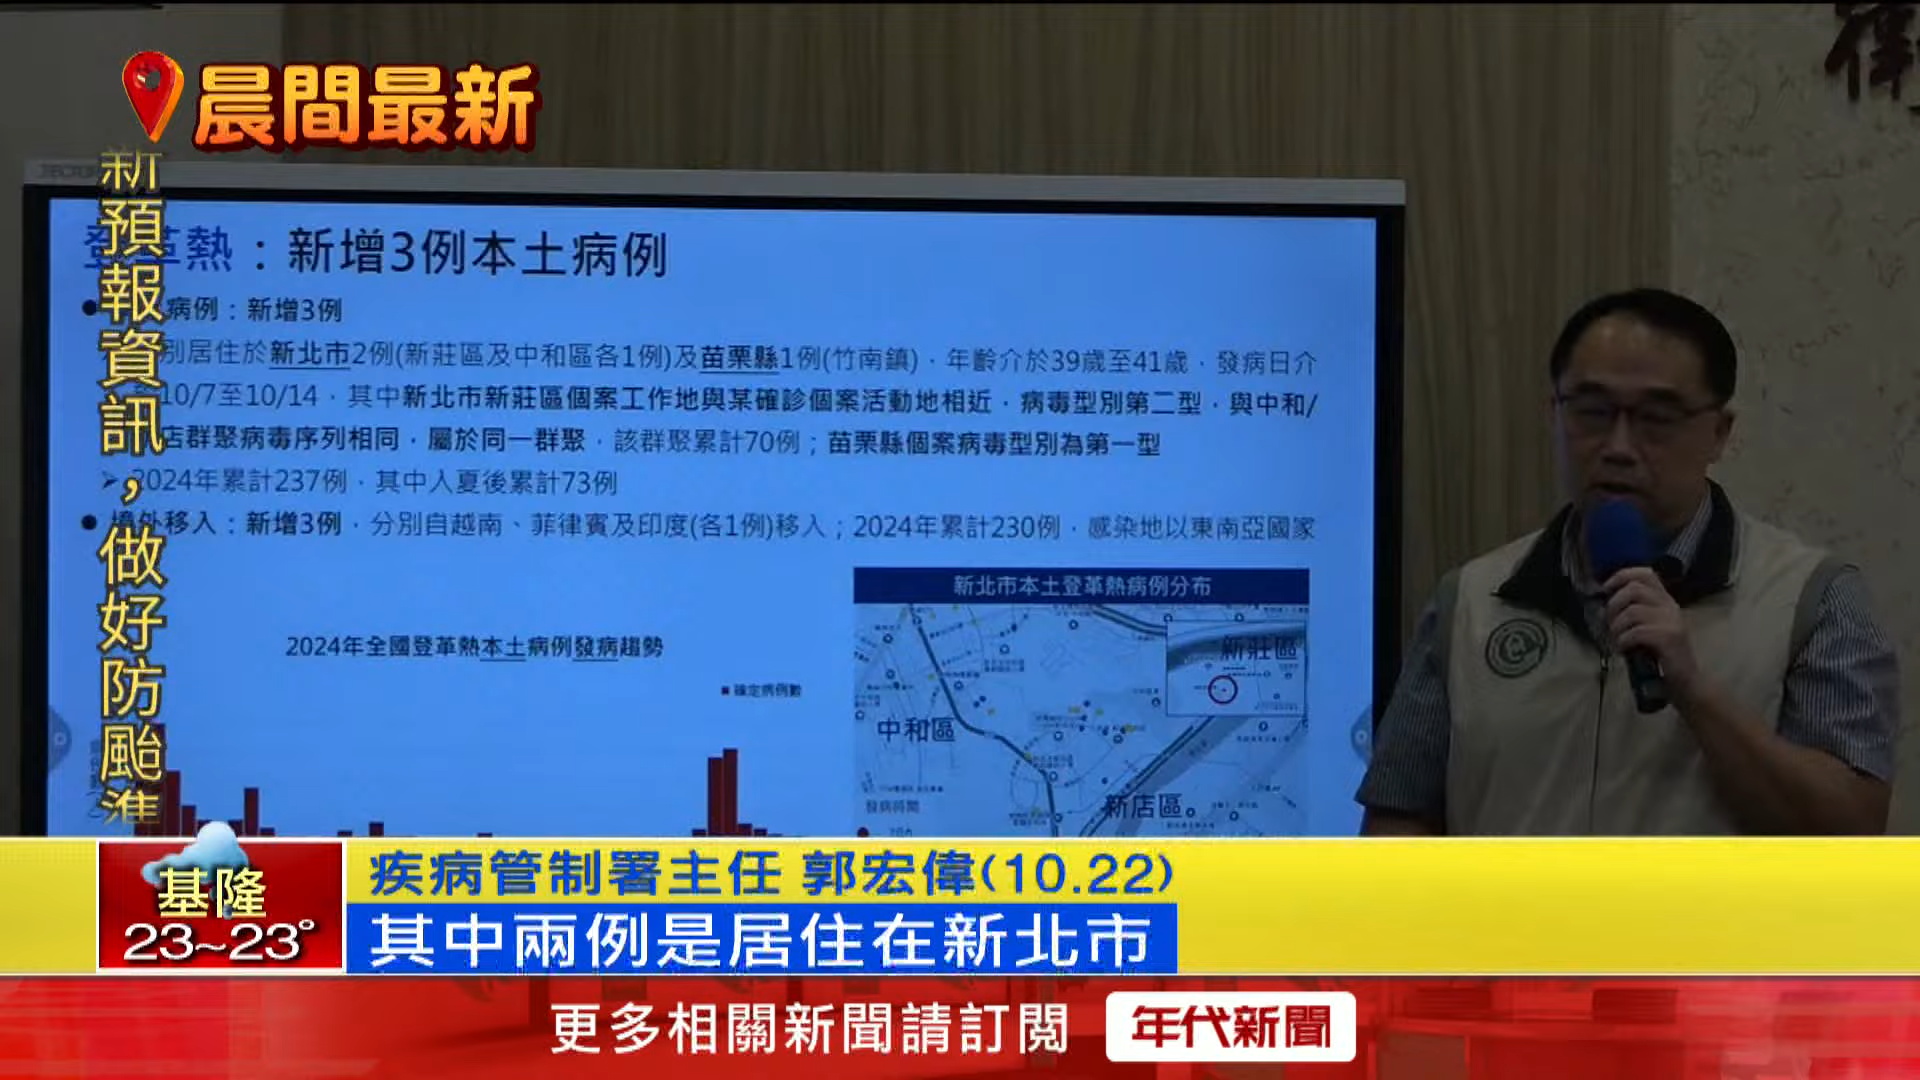 晨間最新
新預報資訊，做好防颱準
登革熱：新增3例本土病例
病例：新增3例
別居住於新北市2例(新莊區及中和區各1例)及苗栗縣1例(竹南鎮)，年齡介於39歲至41歲，發病日介
10/7至10/14，其中新北市新莊區個案工作地與某確診個案活動地相近，病毒型別第二型，與中和/
店群聚病毒序列相同，屬於同一群聚，該群聚累計70例；苗栗縣個案病毒型別為第一型
2024年累計237例，其中入夏後累計73例
境外移入：新增3例，分別自越南、菲律賓及印度(各1例)移入；2024年累計230例，感染地以東南亞國家
2024年全國登革熱本土病例發病趨勢
確定病例數
新北市本土登革熱病例分布
新莊區
中和區
新店區
發病時間
基隆
23~23°
疾病管制署主任 郭宏偉(10.22)
其中兩例是居住在新北市
更多相關新聞請訂閱
年代新聞